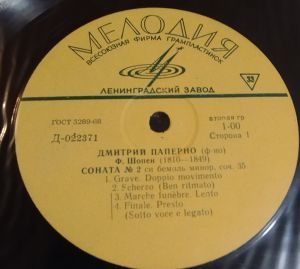 МЕЛОДИЯ
ВСЕСОЮЗНАЯ ФИРМА ГРАМПЛАСТИНОК
33
ЛЕНИНГРАДСКИЙ ЗАВОД
ГОСТ 5289-68
вторая гр
Д—022371
1-00
Сторона 1
ДМИТРИЙ ПАПЕРНО (ф-но)
Ф. Шопен (1810—1849)
СОНАТА № 2 си бемоль минор, соч. 35
1. Grave. Doppio movimento
2. Scherzo (Ben ritmato)
3. Marche funèbre. Lento
4. Finale. Presto
(Sotto voce e legato)